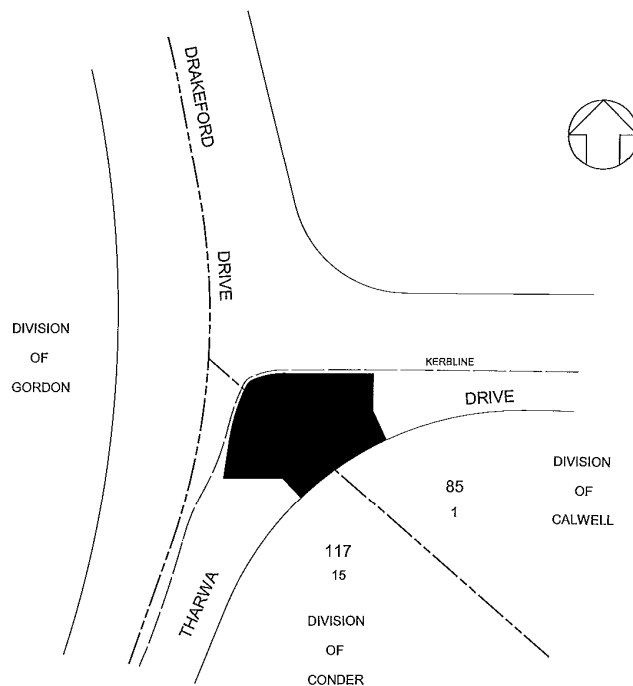 DRAKEFORD
DRIVE
DIVISION
OF
GORDON
KERBLINE
DRIVE
85
1
DIVISION
OF
CALWELL
117
15
THARWA
DIVISION
OF
CONDER